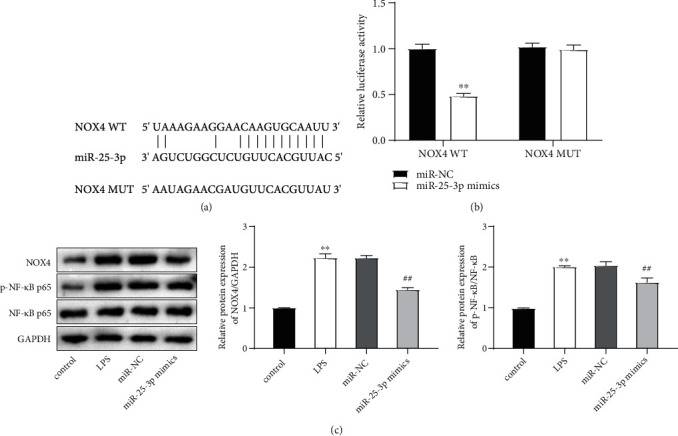 NOX4 WT 5' UAAAGAAGGAACAAGUGCAAUU 3'
miR-25-3p 3' AGUCUGGCUCUGUUCACGUUAC 5'
NOX4 MUT 5' AAUAGAACGAUGUUCACGUUAU 3'
(a)
Relative luciferase activity
1.5
1.0
0.5
0.0
**
NOX4 WT
NOX4 MUT
miR-NC
miR-25-3p mimics
(b)
NOX4
p-NF-κB p65
NF-κB p65
GAPDH
control
LPS
miR-NC
miR-25-3p mimics
Relative protein expression
of NOX4/GAPDH
3
2
1
0
**
##
control
LPS
miR-NC
miR-25-3p mimics
Relative protein expression
of p-NF-κB/NF-κB
3
2
1
0
**
##
control
LPS
miR-NC
miR-25-3p mimics
(c)